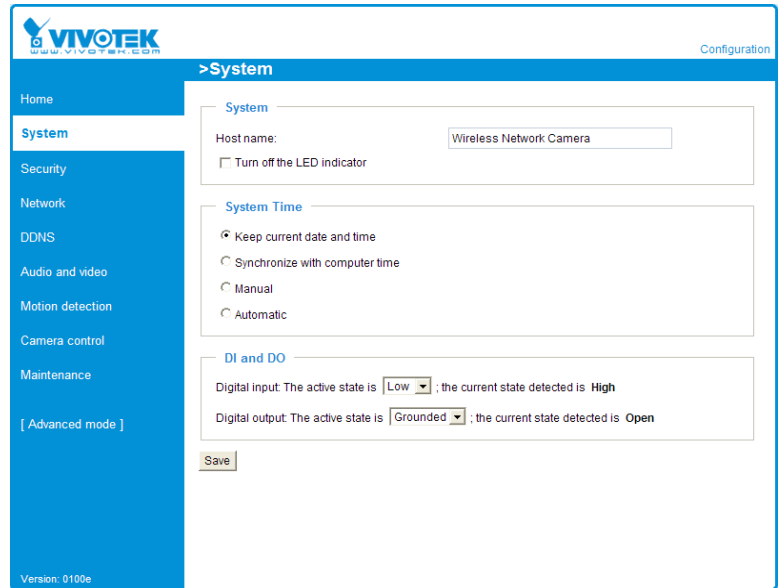 VIVOTEK
www.vivotek.com
Configuration
>System
Home
System
Security
Network
DDNS
Audio and video
Motion detection
Camera control
Maintenance
[ Advanced mode ]
Version: 0100e
System
Host name: Wireless Network Camera
Turn off the LED indicator
System Time
Keep current date and time
Synchronize with computer time
Manual
Automatic
DI and DO
Digital input: The active state is Low ; the current state detected is High
Digital output: The active state is Grounded ; the current state detected is Open
Save